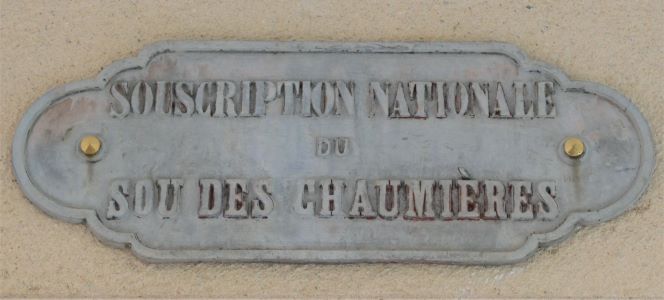 SOUSCRIPTION NATIONALE
DU
SOU DES CHAUMIÈRES